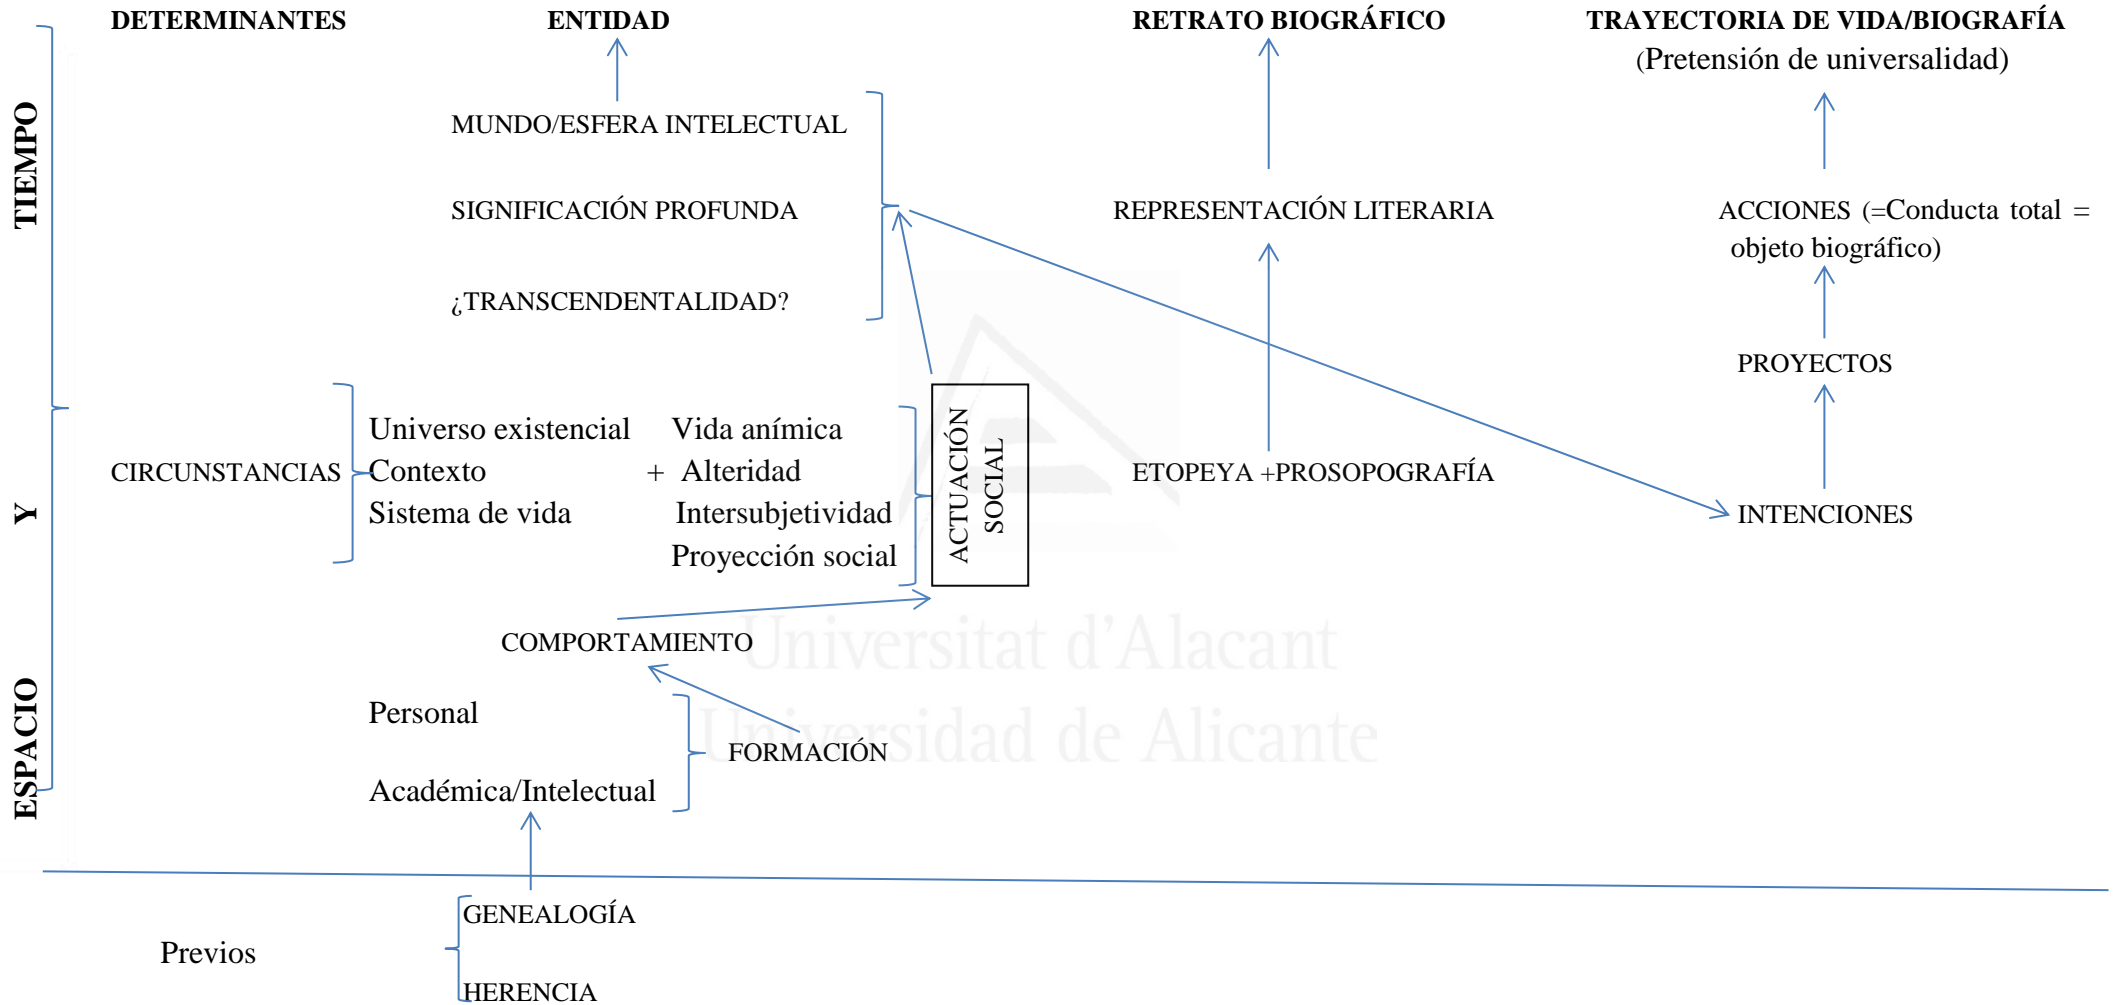 DETERMINANTES ENTIDAD RETRATO BIOGRÁFICO TRAYECTORIA DE VIDA/BIOGRAFÍA
(Pretensión de universalidad)
ESPACIO Y TIEMPO
MUNDO/ESFERA INTELECTUAL
SIGNIFICACIÓN PROFUNDA REPRESENTACIÓN LITERARIA ACCIONES (=Conducta total =
objeto biográfico)
¿TRANSCENDENTALIDAD?
PROYECTOS
Universo existencial Vida anímica
CIRCUNSTANCIAS Contexto + Alteridad ETOPEYA +PROSOPOGRAFÍA
Sistema de vida Intersubjetividad INTENCIONES
Proyección social
ACTUACIÓN
SOCIAL
COMPORTAMIENTO
Universitat d'Alacant
Personal
Universidad de Alicante
FORMACIÓN
Académica/Intelectual
GENEALOGÍA
Previos
HERENCIA